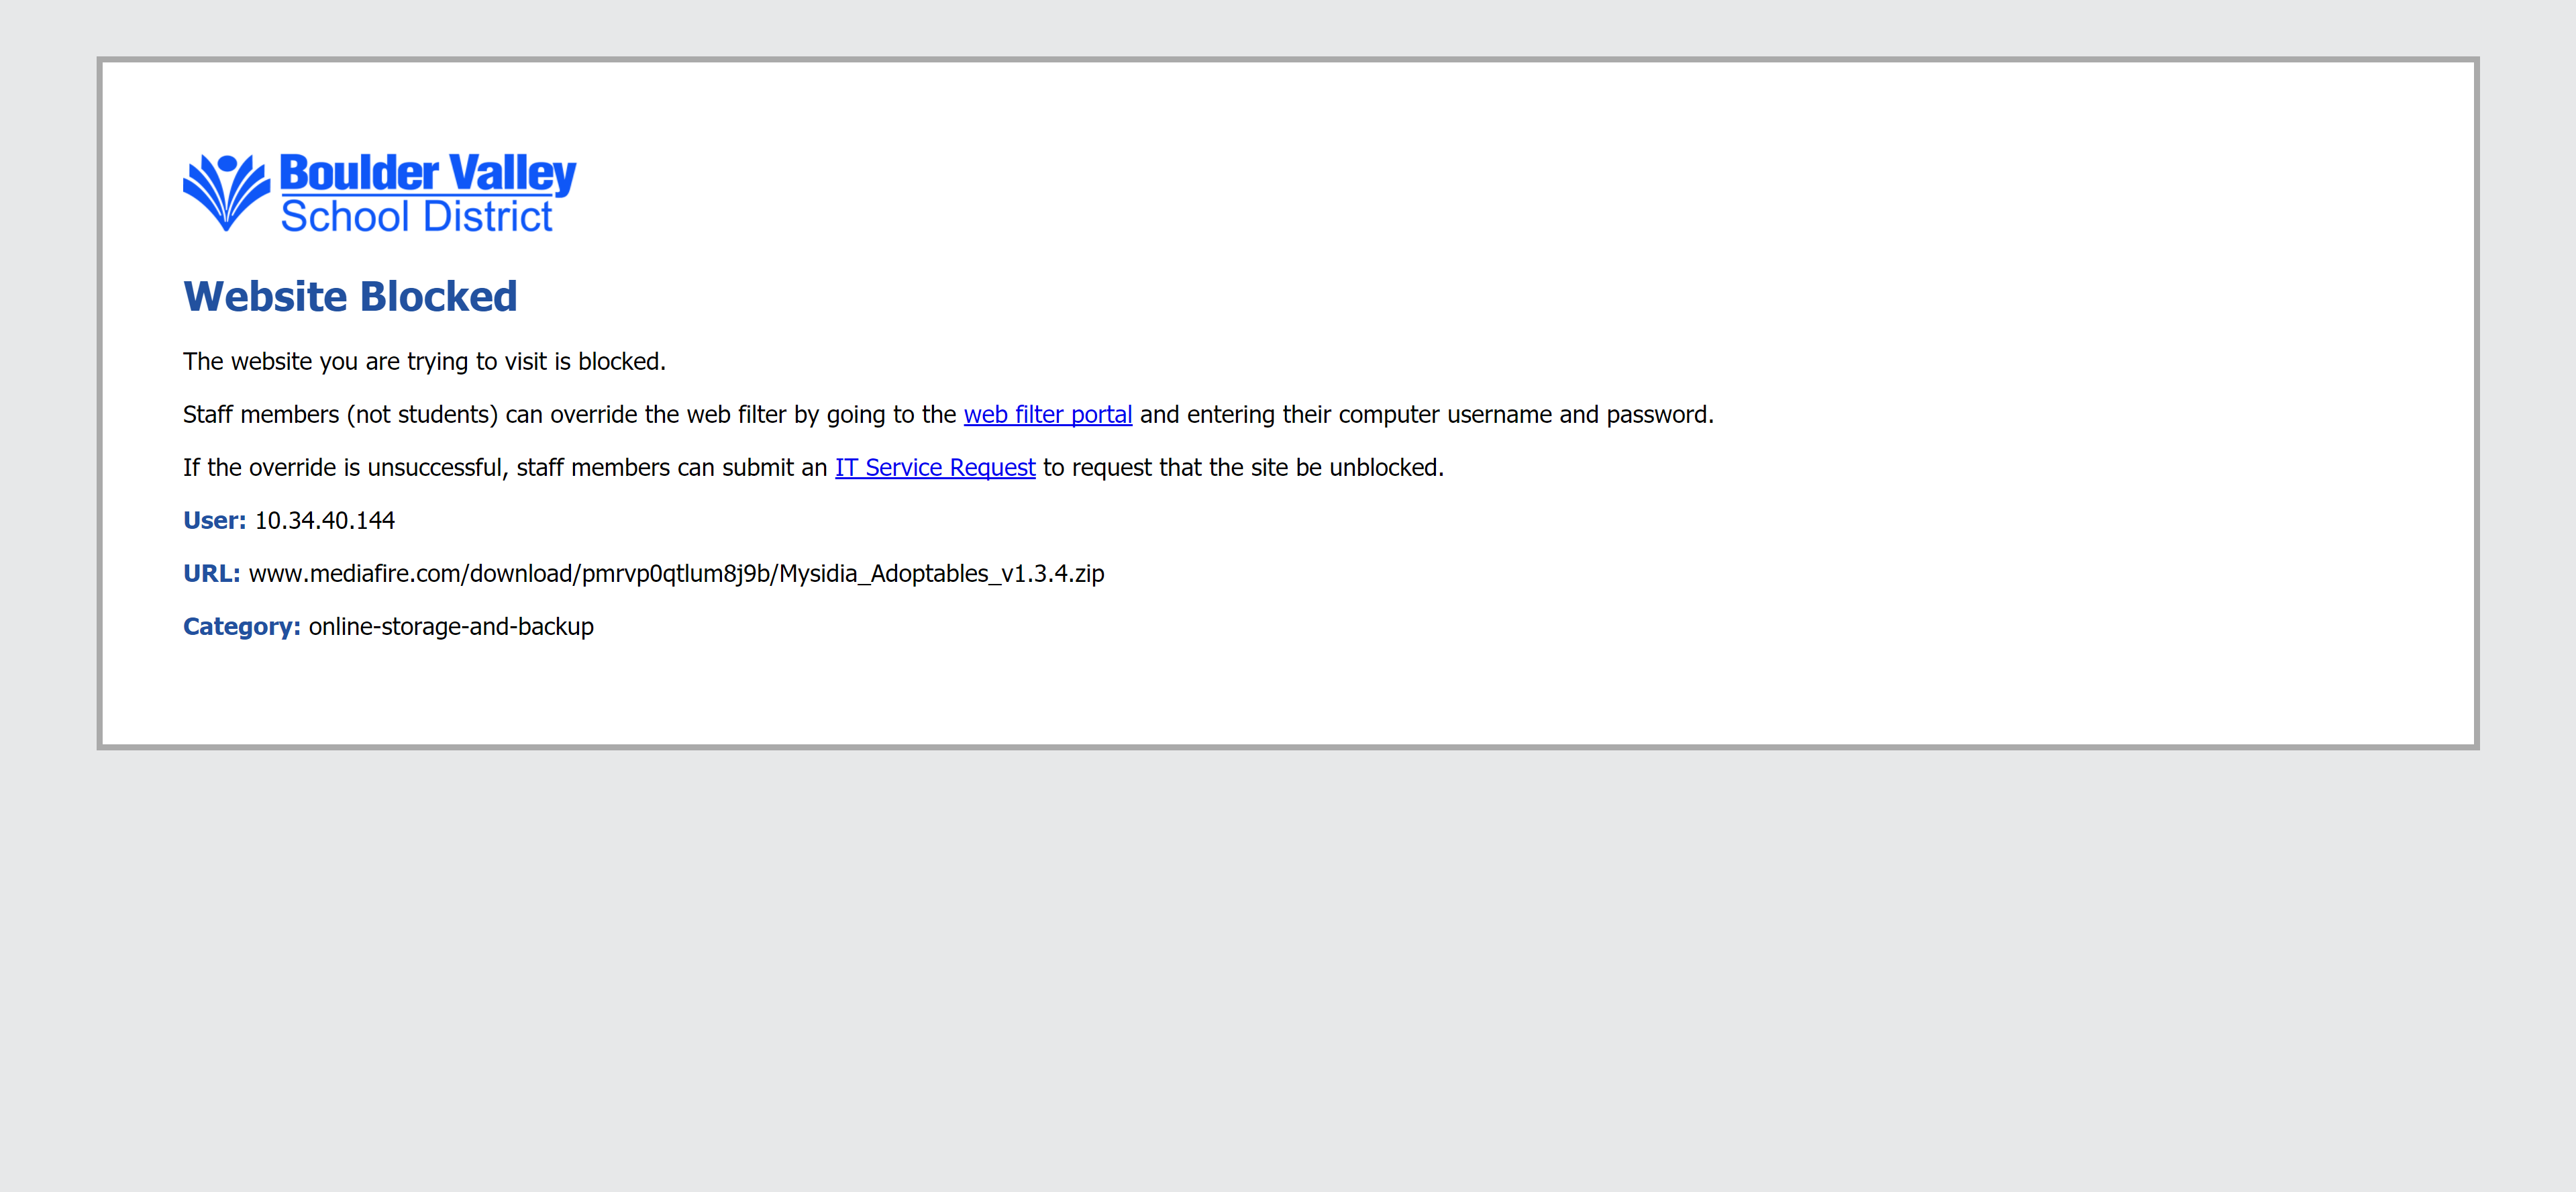 Boulder Valley
School District
Website Blocked
The website you are trying to visit is blocked.
Staff members (not students) can override the web filter by going to the web filter portal and entering their computer username and password.
If the override is unsuccessful, staff members can submit an IT Service Request to request that the site be unblocked.
User: 10.34.40.144
URL: www.mediafire.com/download/pmrvp0qtlum8j9b/Mysidia_Adoptables_v1.3.4.zip
Category: online-storage-and-backup